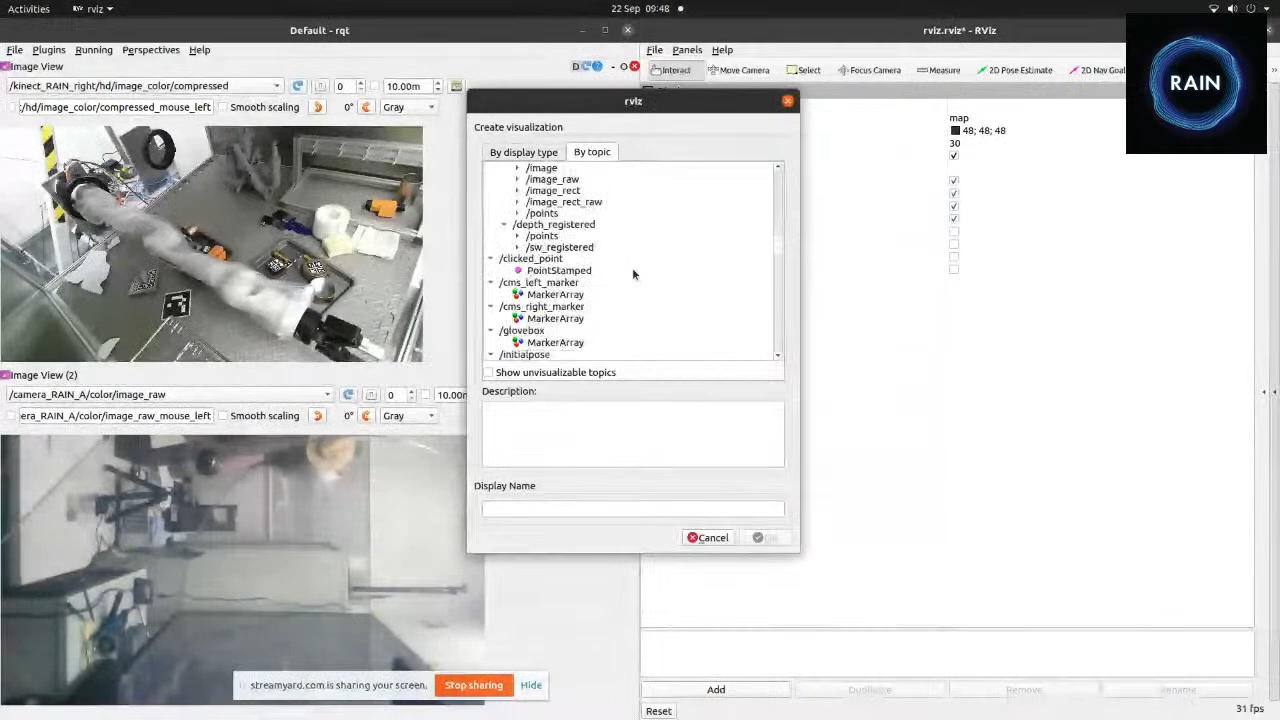 Activities
rviz
22 Sep 09:48
Default - rqt
rviz.rviz* - RViz
File Plugins Running Perspectives Help
File Panels Help
Image View
Interact Move Camera Select Focus Camera Measure 2D Pose Estimate 2D Nav Goal
RAIN
/kinect_RAIN_right/hd/image_color/compressed
0
10.00m
/hd/image_color/compressed_mouse_left
Smooth scaling
0°
Gray
rviz
Create visualization
By display type
By topic
/image
/image_raw
/image_rect
/image_rect_raw
/points
/depth_registered
/points
/sw_registered
/clicked_point
PointStamped
/cms_left_marker
MarkerArray
/cms_right_marker
MarkerArray
/glovebox
MarkerArray
/initialpose
Show unvisualizable topics
Description:
Display Name
Cancel
map
48; 48; 48
30
Image View (2)
/camera_RAIN_A/color/image_raw
0
10.00m
era_RAIN_A/color/image_raw_mouse_left
Smooth scaling
0°
Gray
streamyard.com is sharing your screen.
Stop sharing
Hide
Add
Duplicate
Remove
Rename
Reset
31 fps